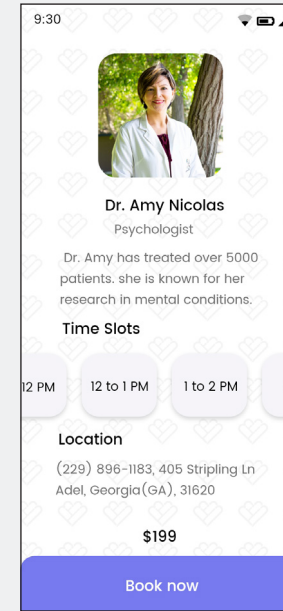 9:30
Dr. Amy Nicolas
Psychologist
Dr. Amy has treated over 5000
patients. she is known for her
research in mental conditions.
Time Slots
12 PM
12 to 1 PM
1 to 2 PM
Location
(229) 896-1183, 405 Stripling Ln
Adel, Georgia(GA), 31620
$199
Book now